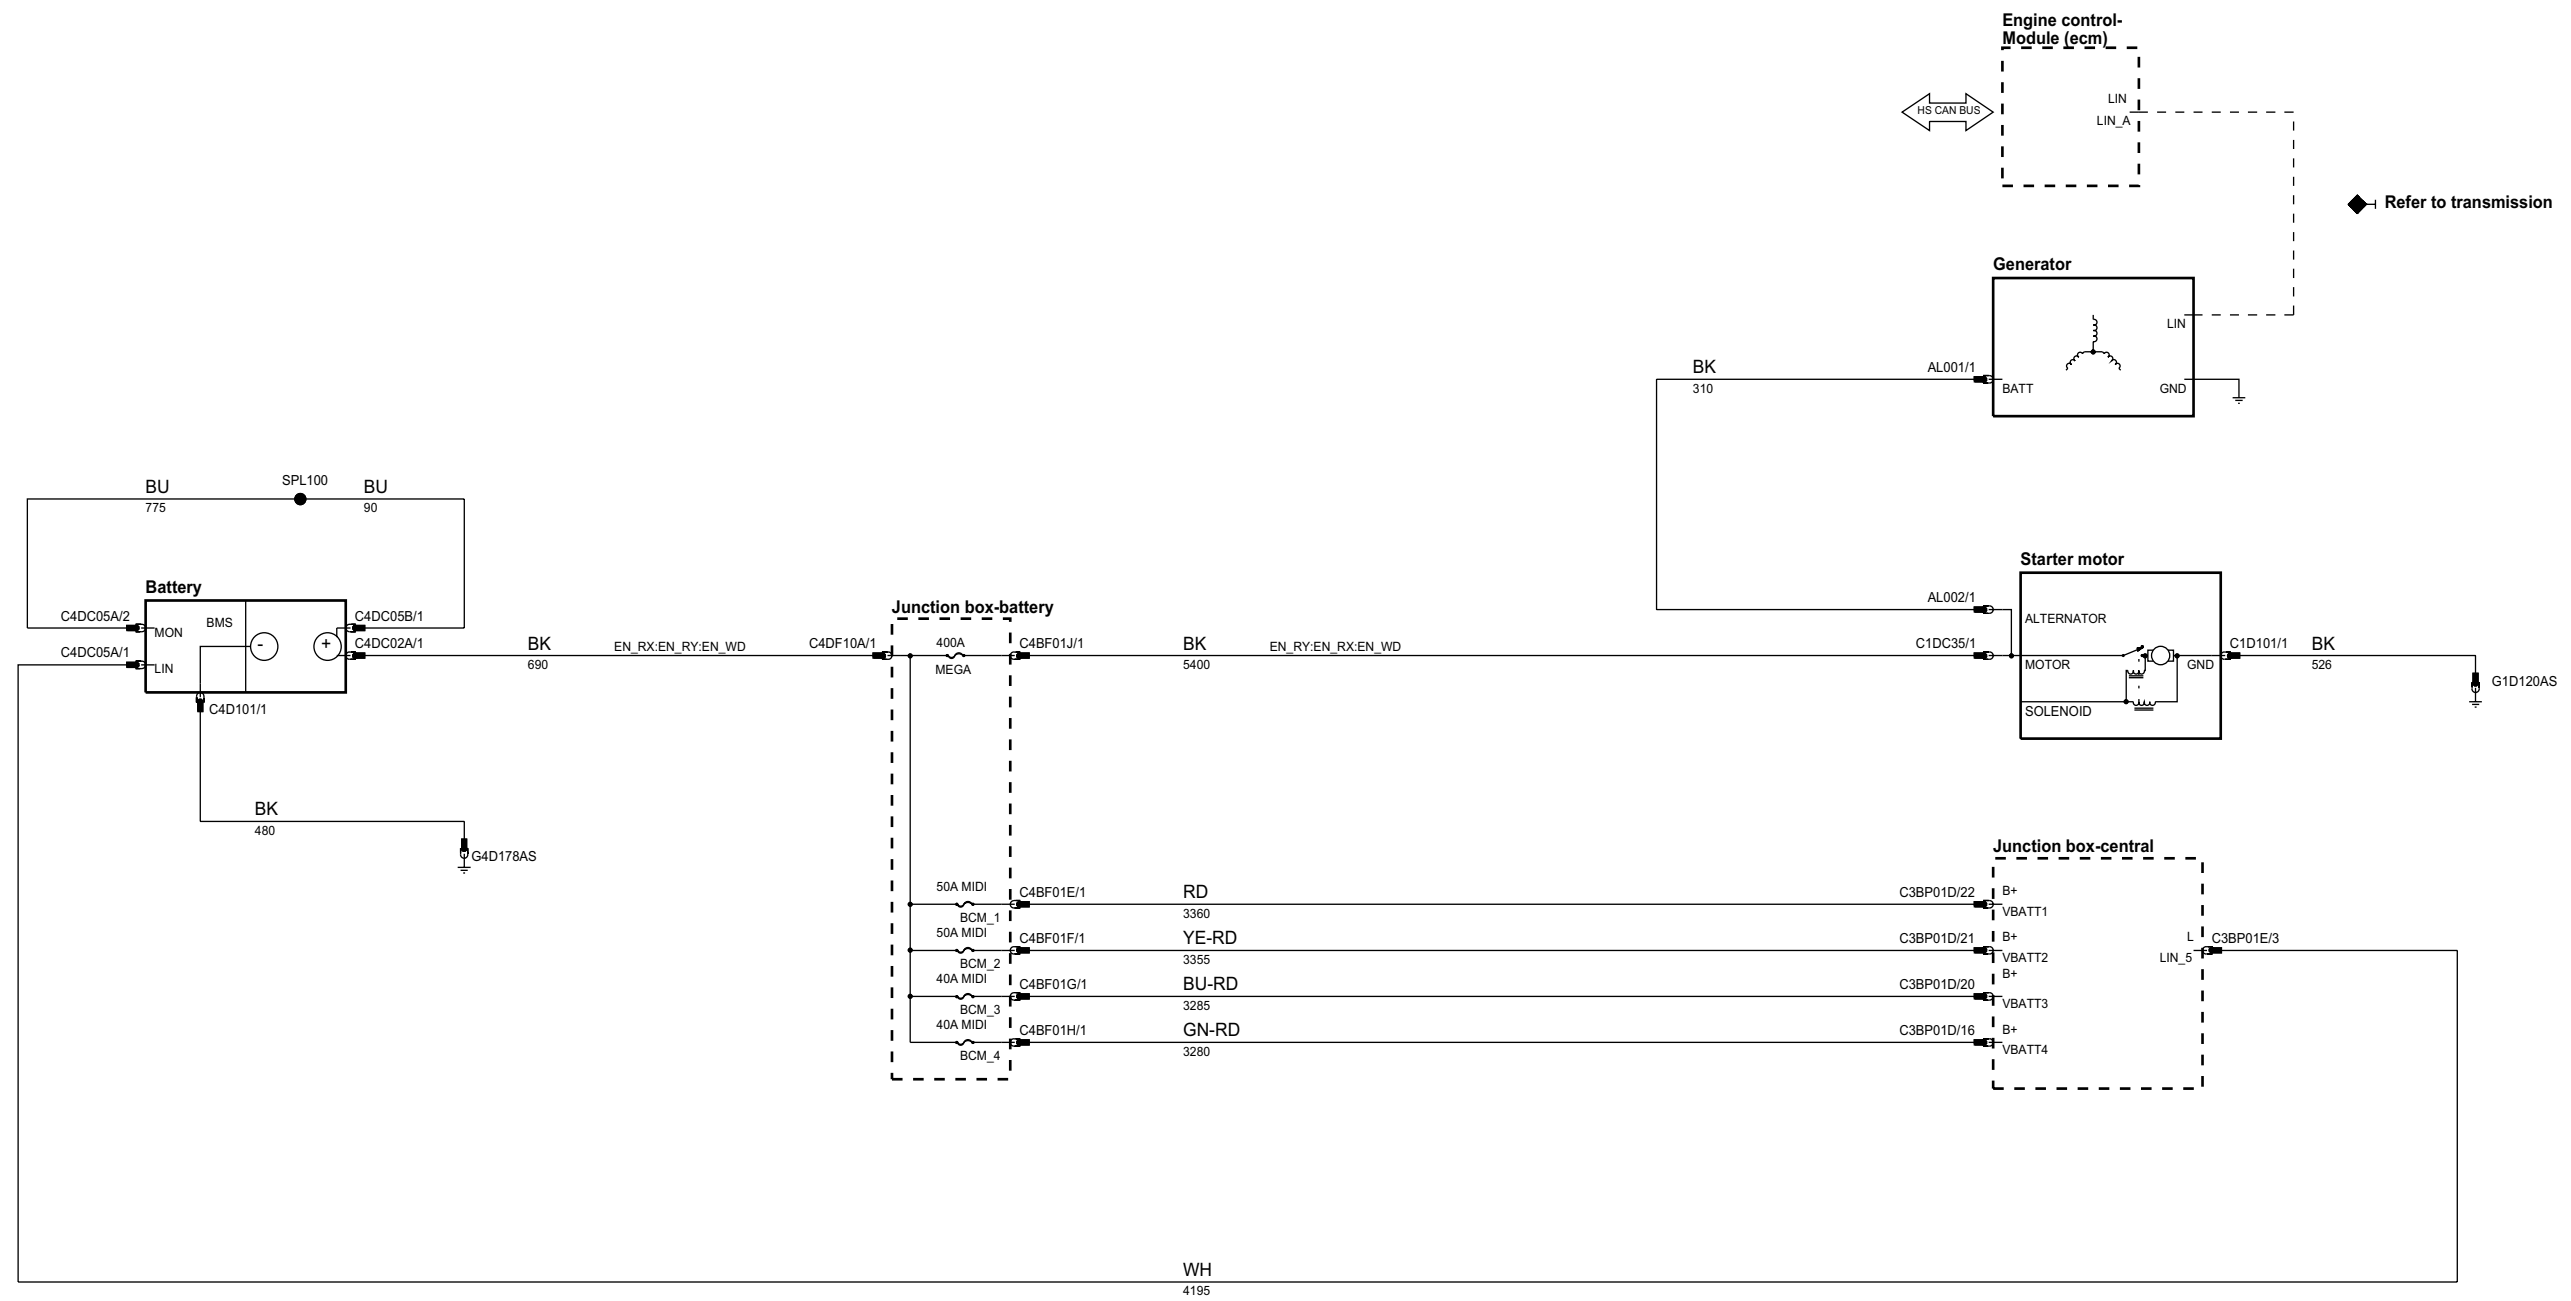 Engine control-
Module (ecm)
HS CAN BUS
LIN
LIN_A
Refer to transmission
Generator
LIN
BK
310
AL001/1
BATT
GND
BU
775
SPL100
BU
90
Battery
C4DC05A/2
MON
BMS
-
+
C4DC05B/1
C4DC05A/1
LIN
C4DC02A/1
BK
690
EN_RX:EN_RY:EN_WD
C4DF10A/1
C4D101/1
BK
480
G4D178AS
Junction box-battery
400A
MEGA
C4BF01J/1
BK
5400
EN_RY:EN_RX:EN_WD
Starter motor
AL002/1
ALTERNATOR
C1DC35/1
MOTOR
GND
SOLENOID
C1D101/1
BK
526
G1D120AS
Junction box-central
50A MIDI
BCM_1
C4BF01E/1
RD
3360
C3BP01D/22
B+
VBATT1
50A MIDI
BCM_2
C4BF01F/1
YE-RD
3355
C3BP01D/21
B+
VBATT2
L
LIN_5
C3BP01E/3
40A MIDI
BCM_3
C4BF01G/1
BU-RD
3285
C3BP01D/20
B+
VBATT3
40A MIDI
BCM_4
C4BF01H/1
GN-RD
3280
C3BP01D/16
B+
VBATT4
WH
4195